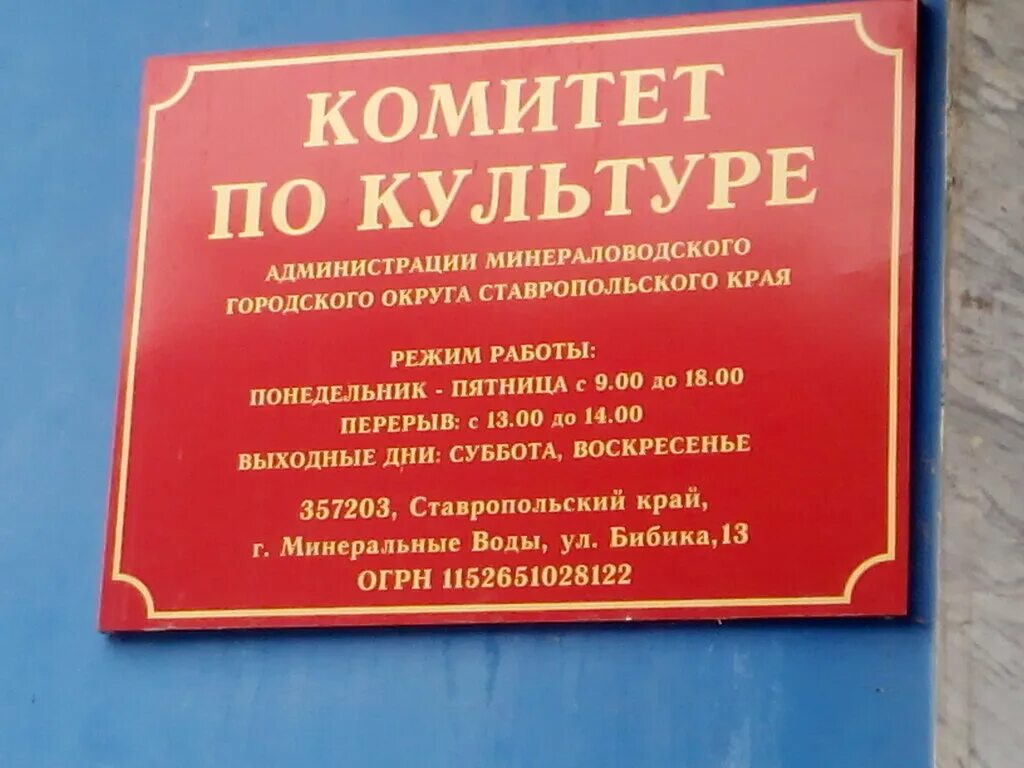 КОМИТЕТ
ПО КУЛЬТУРЕ
АДМИНИСТРАЦИИ МИНЕРАЛОВОДСКОГО
ГОРОДСКОГО ОКРУГА СТАВРОПОЛЬСКОГО КРАЯ
РЕЖИМ РАБОТЫ:
ПОНЕДЕЛЬНИК - ПЯТНИЦА с 9.00 до 18.00
ПЕРЕРЫВ: с 13.00 до 14.00
ВЫХОДНЫЕ ДНИ: СУББОТА, ВОСКРЕСЕНЬЕ
357203, Ставропольский край,
г. Минеральные Воды, ул. Бибика,13
ОГРН 1152651028122